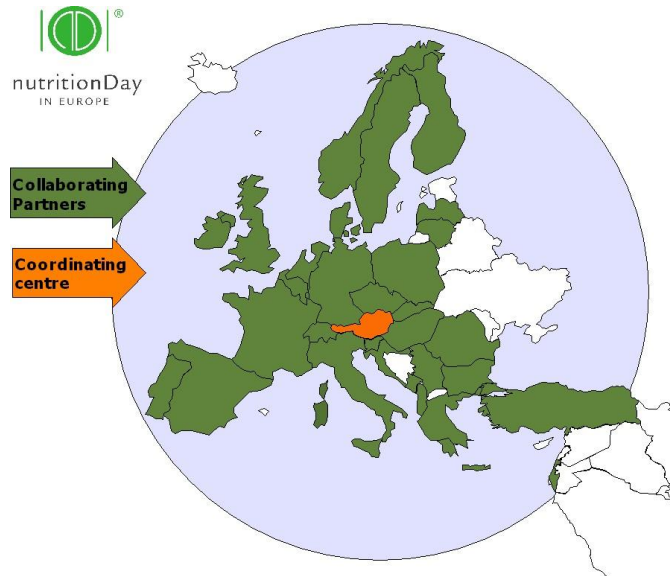 ®
nutritionDay
IN EUROPE
Collaborating
Partners
Coordinating
centre